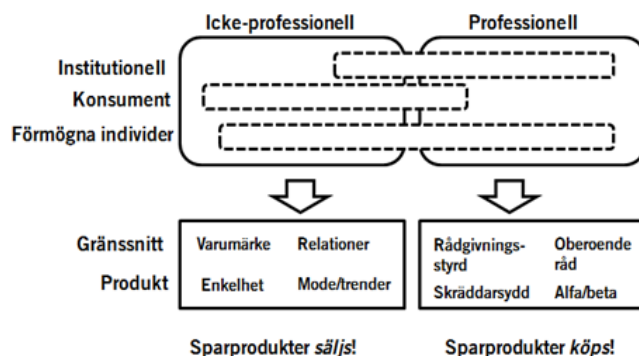 Icke-professionell Professionell
Institutionell
Konsument
Förmögna individer
Gränssnitt
Produkt
Varumärke Relationer
Enkelhet Mode/trender
Rådgivnings-
styrd
Oberoende
råd
Skräddarsydd Alfa/beta
Sparprodukter säljs! Sparprodukter köps!